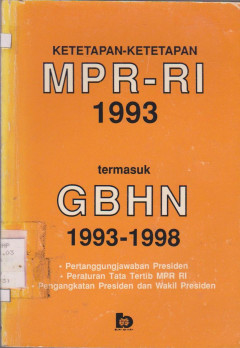 KETETAPAN-KETETAPAN
MPR-RI
1993
termasuk
GBHN
1993-1998
• Pertanggungjawaban Presiden
• Peraturan Tata Tertib MPR RI
Pengangkatan Presiden dan Wakil Presiden